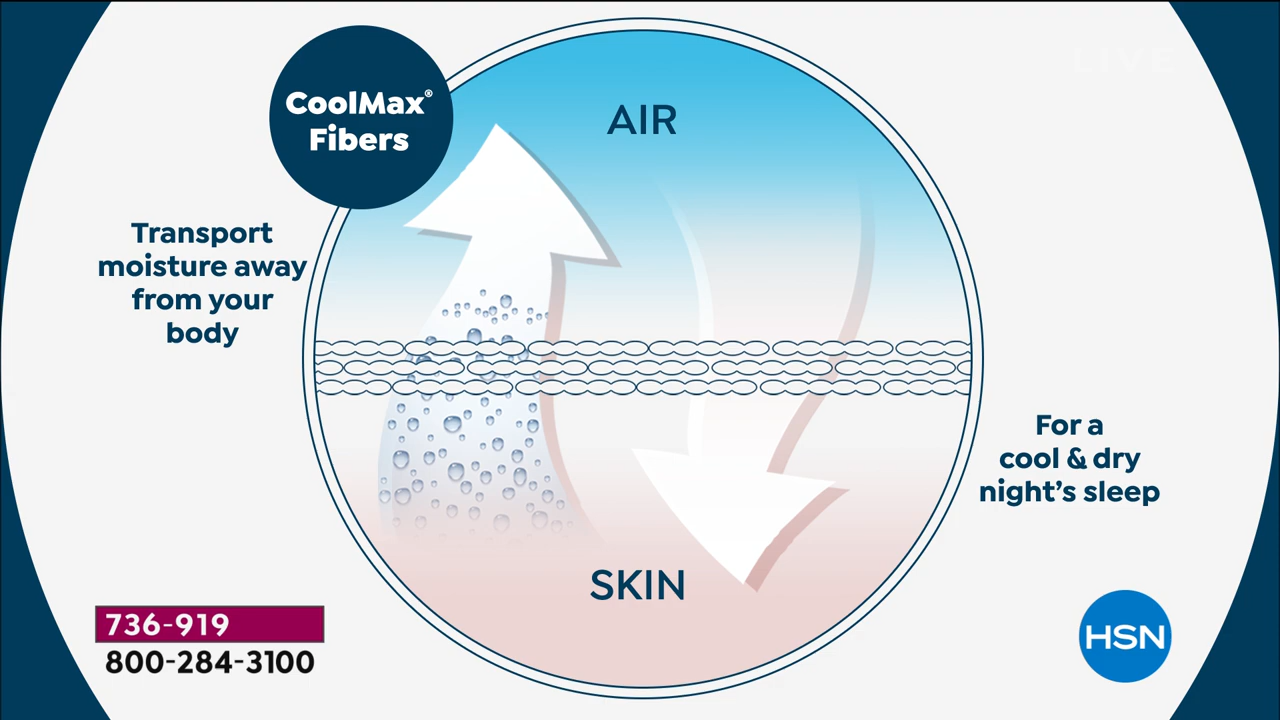 LIVE
CoolMax®
Fibers
AIR
Transport
moisture away
from your
body
For a
cool & dry
night's sleep
SKIN
736-919
800-284-3100
HSN